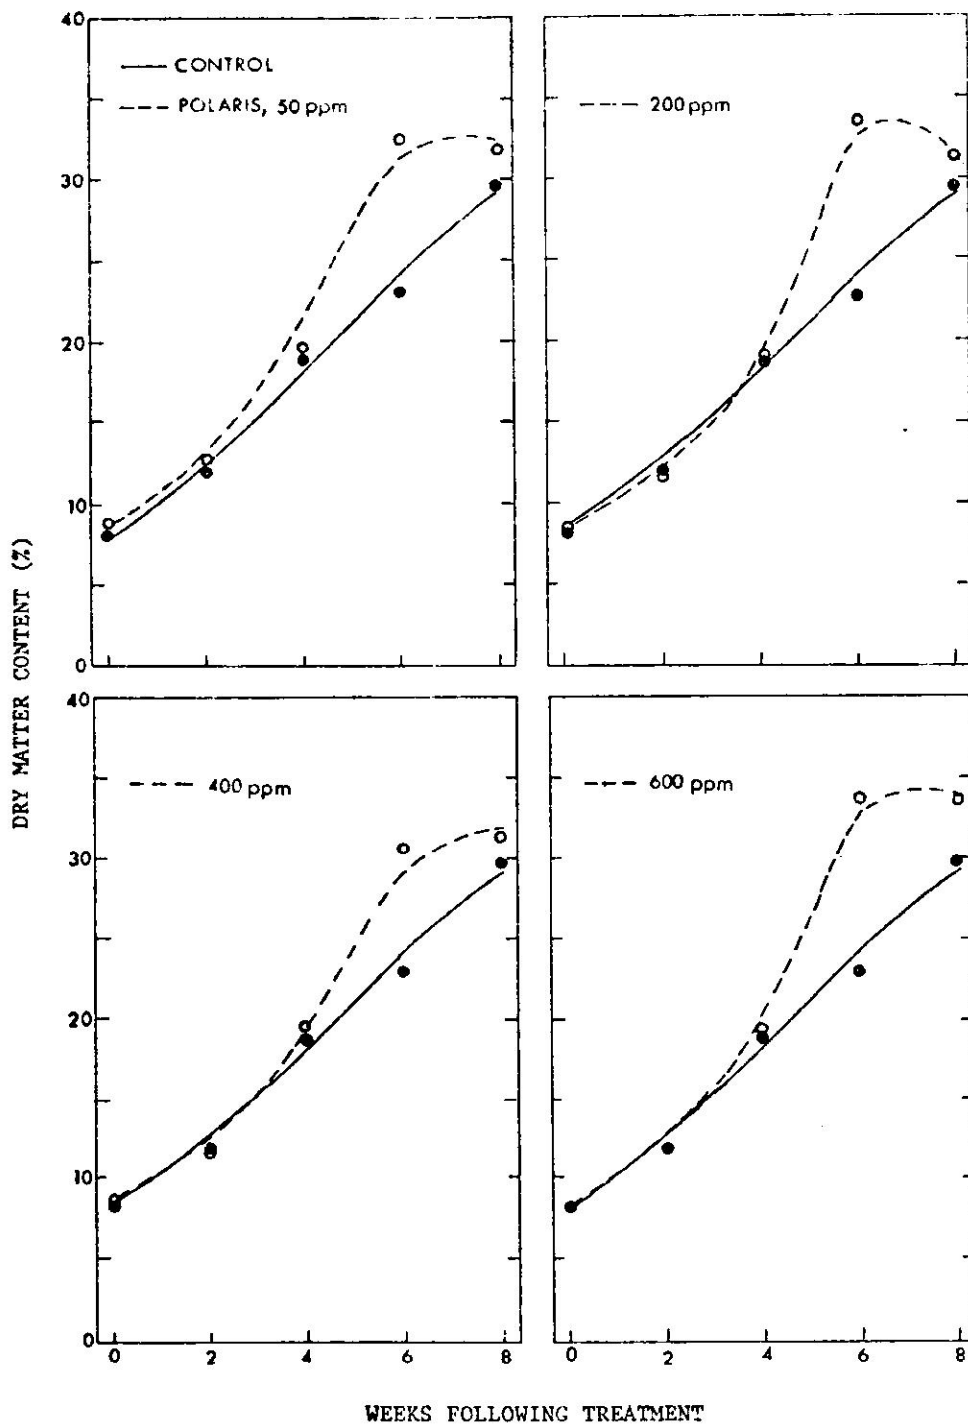 40
CONTROL
POLARIS, 50 ppm
30
20
10
0
200 ppm
DRY MATTER CONTENT (%)
40
400 ppm
30
20
10
0
0 2 4 6 8
600 ppm
0 2 4 6 8
WEEKS FOLLOWING TREATMENT